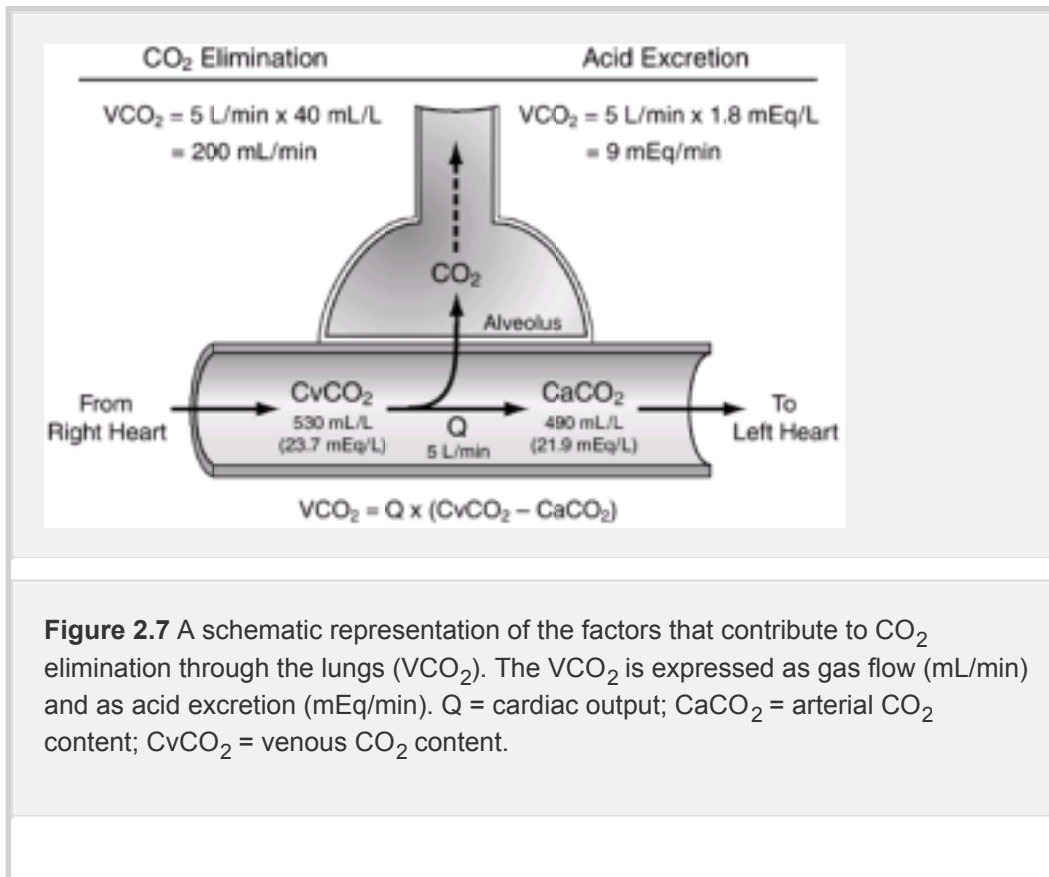 CO₂ Elimination
Acid Excretion
VCO₂ = 5 L/min x 40 mL/L
= 200 mL/min
VCO₂ = 5 L/min x 1.8 mEq/L
= 9 mEq/min
CO₂
Alveolus
From
Right Heart
CvCO₂
530 mL/L
(23.7 mEq/L)
Q
5 L/min
CaCO₂
490 mL/L
(21.9 mEq/L)
To
Left Heart
VCO₂ = Q x (CvCO₂ – CaCO₂)
Figure 2.7 A schematic representation of the factors that contribute to CO₂
elimination through the lungs (VCO₂). The VCO₂ is expressed as gas flow (mL/min)
and as acid excretion (mEq/min). Q = cardiac output; CaCO₂ = arterial CO₂
content; CvCO₂ = venous CO₂ content.